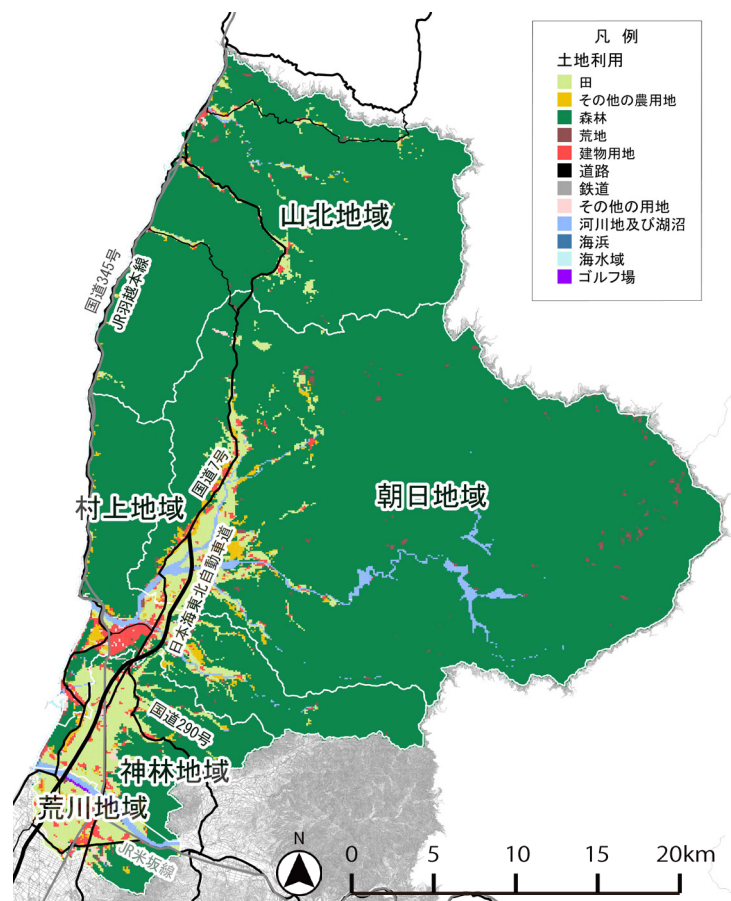 凡 例
土地利用
田
その他の農用地
森林
荒地
建物用地
道路
鉄道
その他の用地
河川地及び湖沼
海浜
海水域
ゴルフ場
山北地域
国道345号
JR羽越本線
国道7号
朝日地域
村上地域
日本海東北自動車道
国道290号
神林地域
荒川地域
JR米坂線
N
0 5 10 15 20km